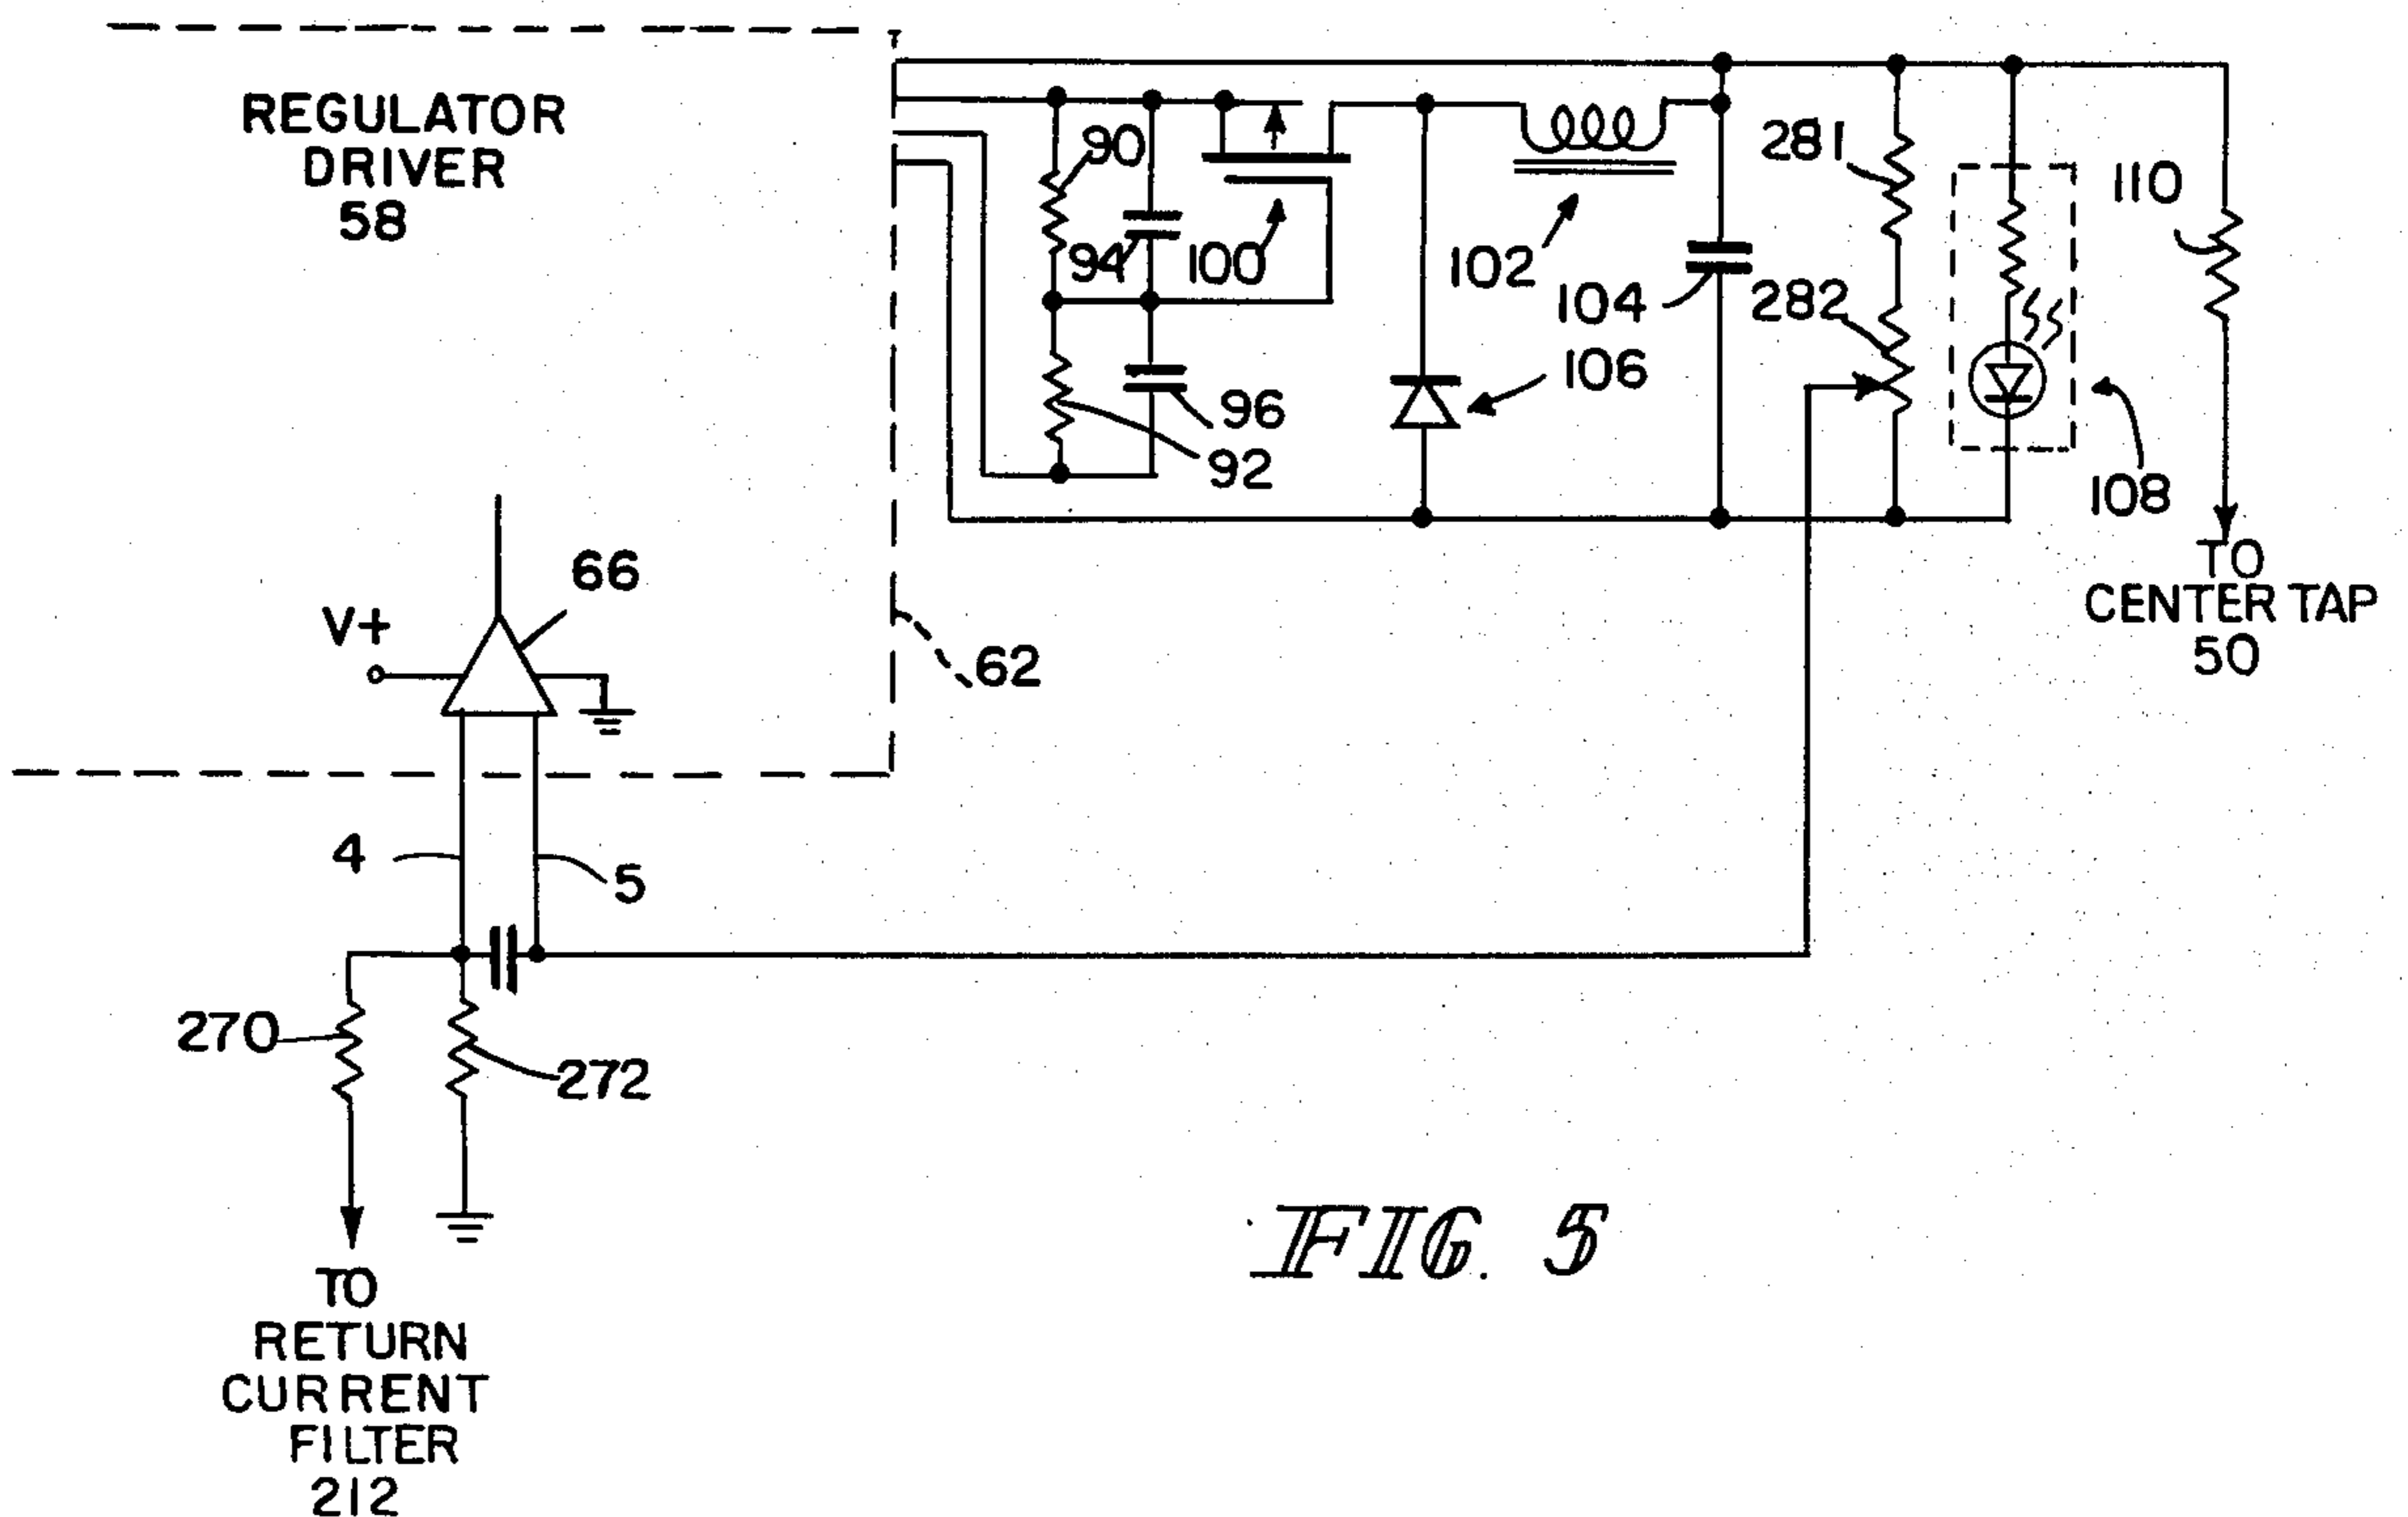 REGULATOR
DRIVER
58
90
94
100
102
104
106
96
92
281
282
110
108
TO
CENTER TAP
50
66
V+
62
4
5
270
272
TO
RETURN
CURRENT
FILTER
212
FIG. 5